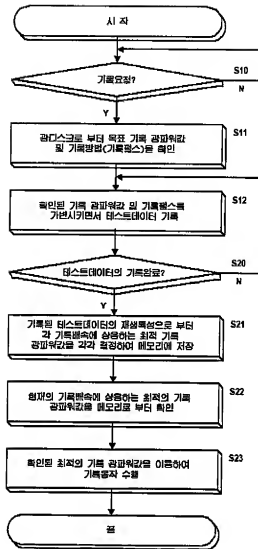 시 작
S10
기록요청?
N
Y
S11
광디스크로 부터 목표 기록 광파워값
및 기록방법(기록펄스)을 확인
S12
확인된 기록 광파워값 및 기록펄스를
가변시키면서 테스트데이터 기록
S20
테스트데이터의 기록완료?
N
Y
S21
기록된 테스트데이터의 재생특성으로 부터
각 기록배속에 상응하는 최적 기록
광파워값을 각각 결정하여 메모리에 저장
S22
현재의 기록배속에 상응하는 최적의 기록
광파워값을 메모리로 부터 확인
S23
확인된 최적의 기록 광파워값을 이용하여
기록동작 수행
끝